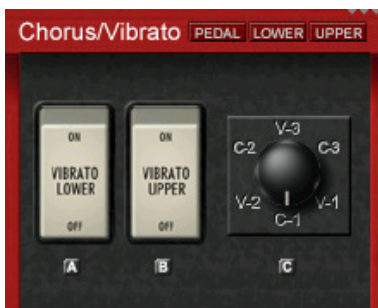 Chorus/Vibrato PEDAL LOWER UPPER
ON
VIBRATO
LOWER
OFF
A
ON
VIBRATO
UPPER
OFF
B
V-3
C-2 C-3
V-2 V-1
C-1
C